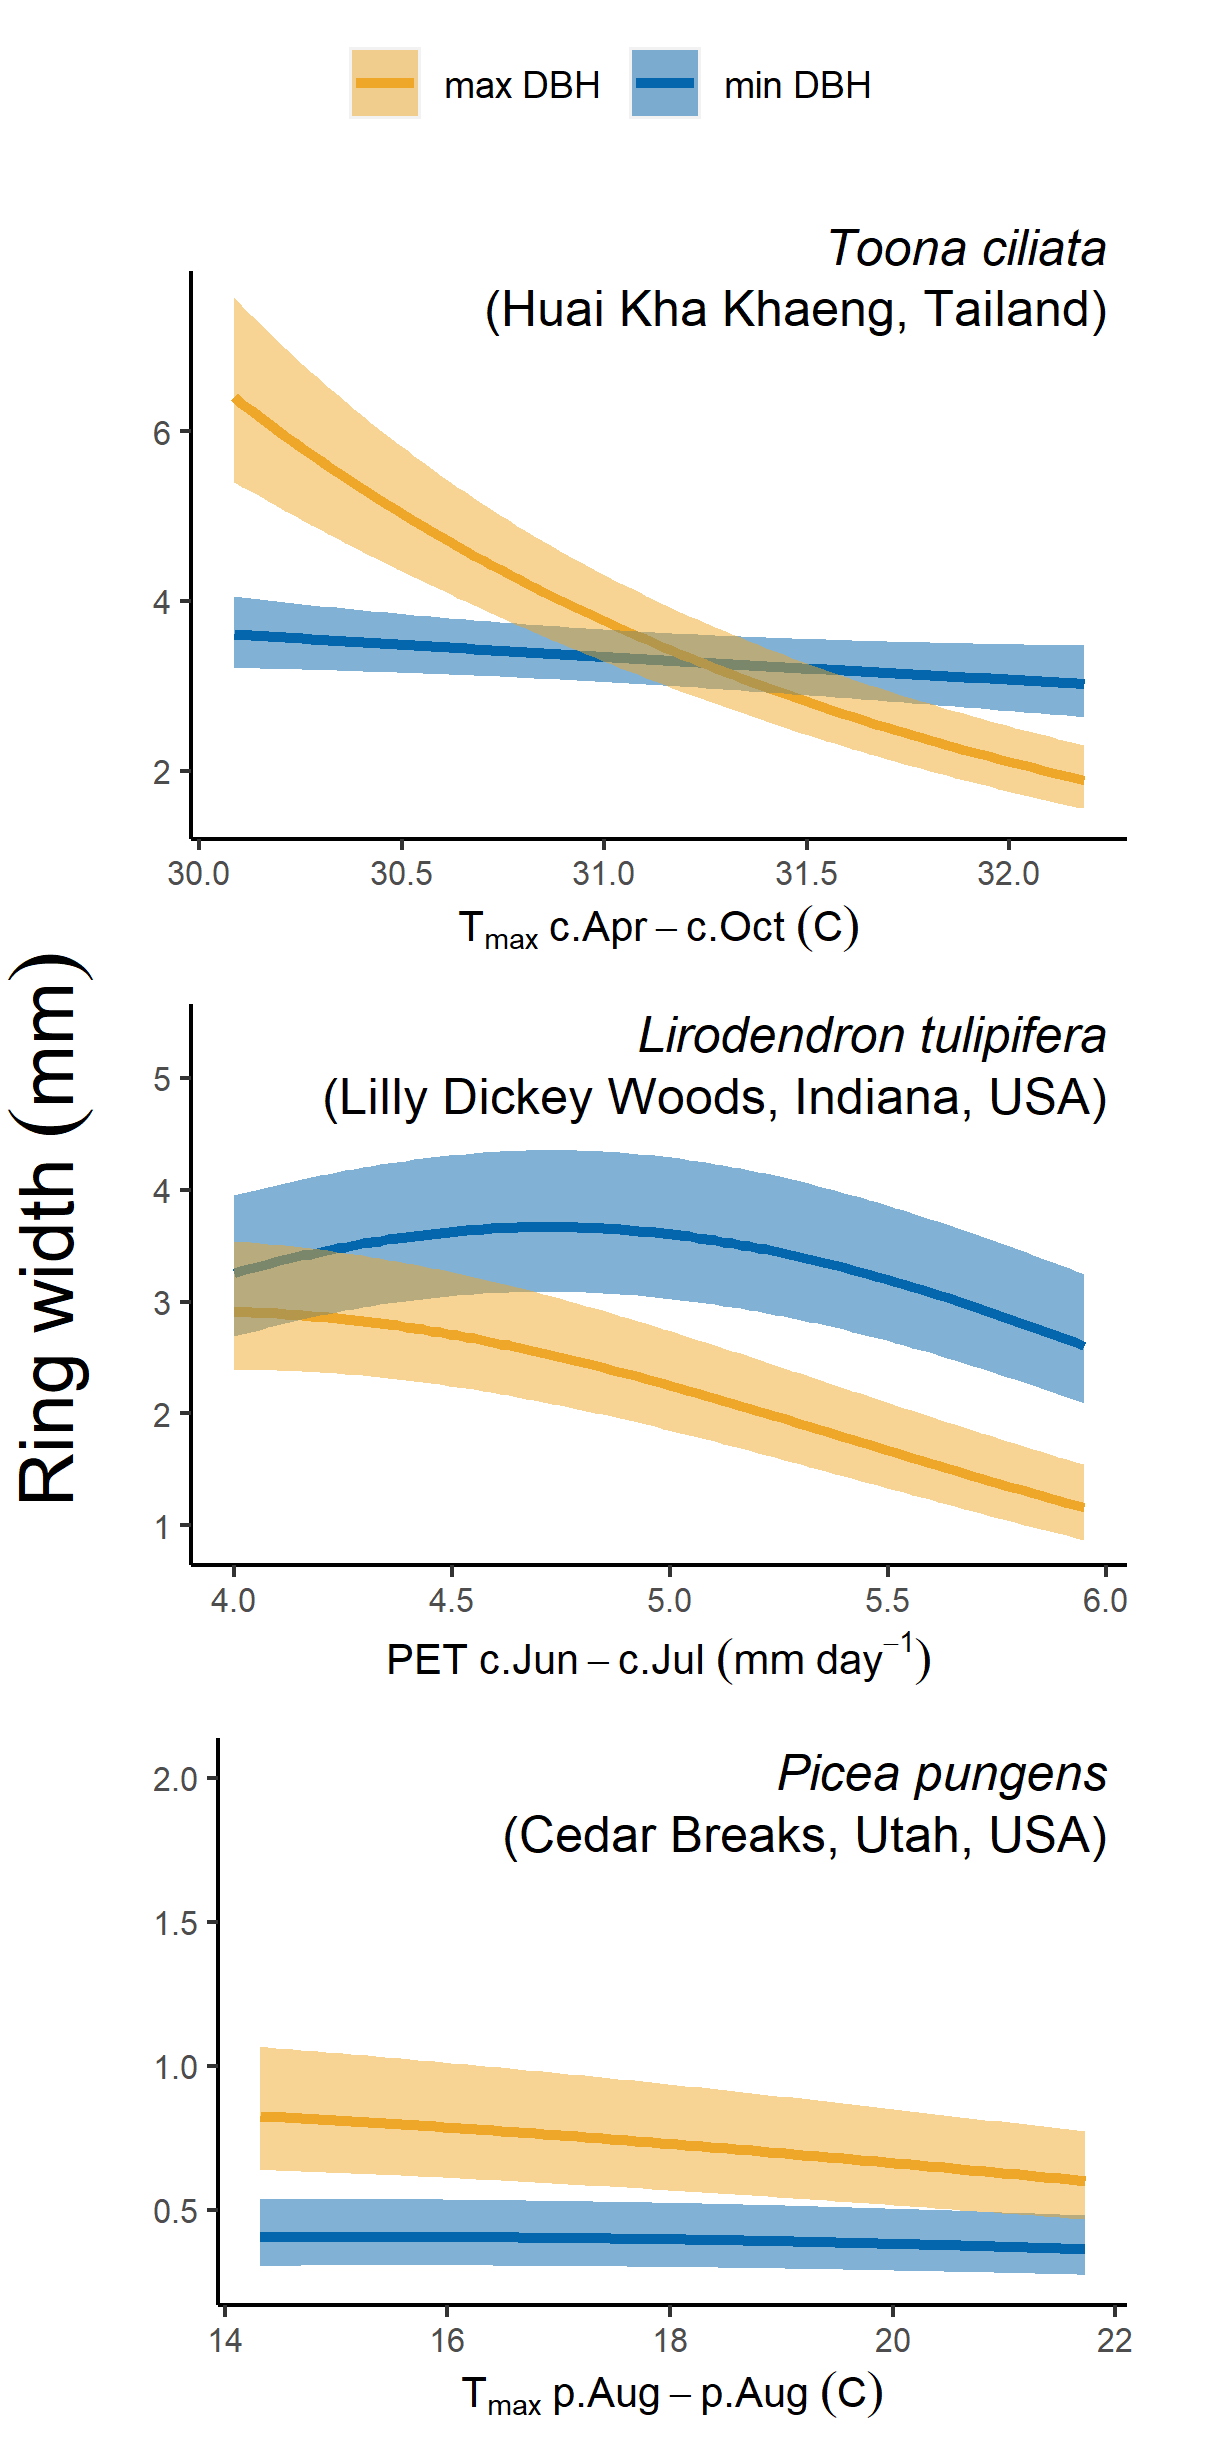 max DBH min DBH
Toona ciliata
(Huai Kha Khaeng, Tailand)
6
4
2
30.0 30.5 31.0 31.5 32.0
Tmax c.Apr – c.Oct (C)
Ring width (mm)
Lirodendron tulipifera
(Lilly Dickey Woods, Indiana, USA)
5
4
3
2
1
4.0 4.5 5.0 5.5 6.0
PET c.Jun – c.Jul (mm day⁻¹)
Picea pungens
(Cedar Breaks, Utah, USA)
2.0
1.5
1.0
0.5
14 16 18 20 22
Tmax p.Aug – p.Aug (C)